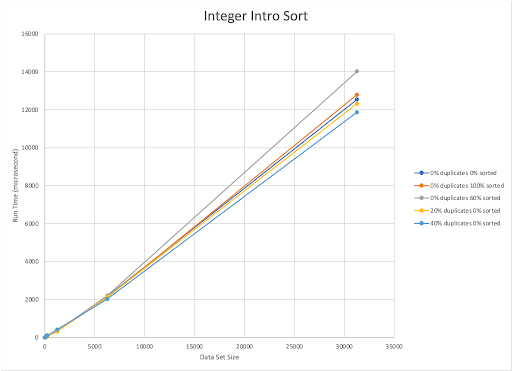 Integer Intro Sort
16000
14000
12000
10000
8000
6000
4000
2000
0
Run Time (microsecond)
0 5000 10000 15000 20000 25000 30000 35000
Data Set Size
0% duplicates 0% sorted
0% duplicates 100% sorted
0% duplicates 60% sorted
20% duplicates 0% sorted
40% duplicates 0% sorted